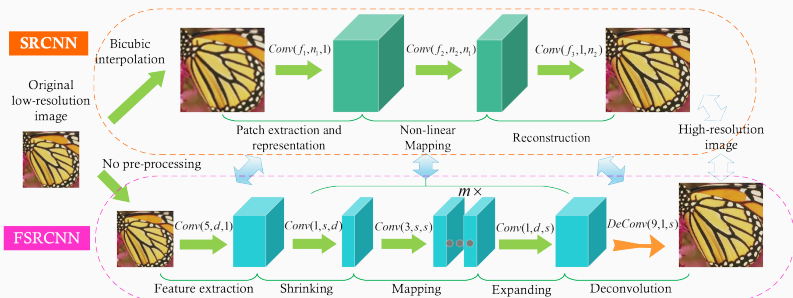 SRCNN
Bicubic
interpolation
Conv(f₁,n₁,1)
Conv(f₂,n₂,n₁)
Conv(f₃,1,n₂)
Original
low-resolution
image
Patch extraction and
representation
Non-linear
Mapping
Reconstruction
High-resolution
image
No pre-processing
m×
FSRCNN
Conv(5,d,1)
Conv(1,s,d)
Conv(3,s,s)
Conv(1,d,s)
DeConv(9,1,s)
Feature extraction
Shrinking
Mapping
Expanding
Deconvolution